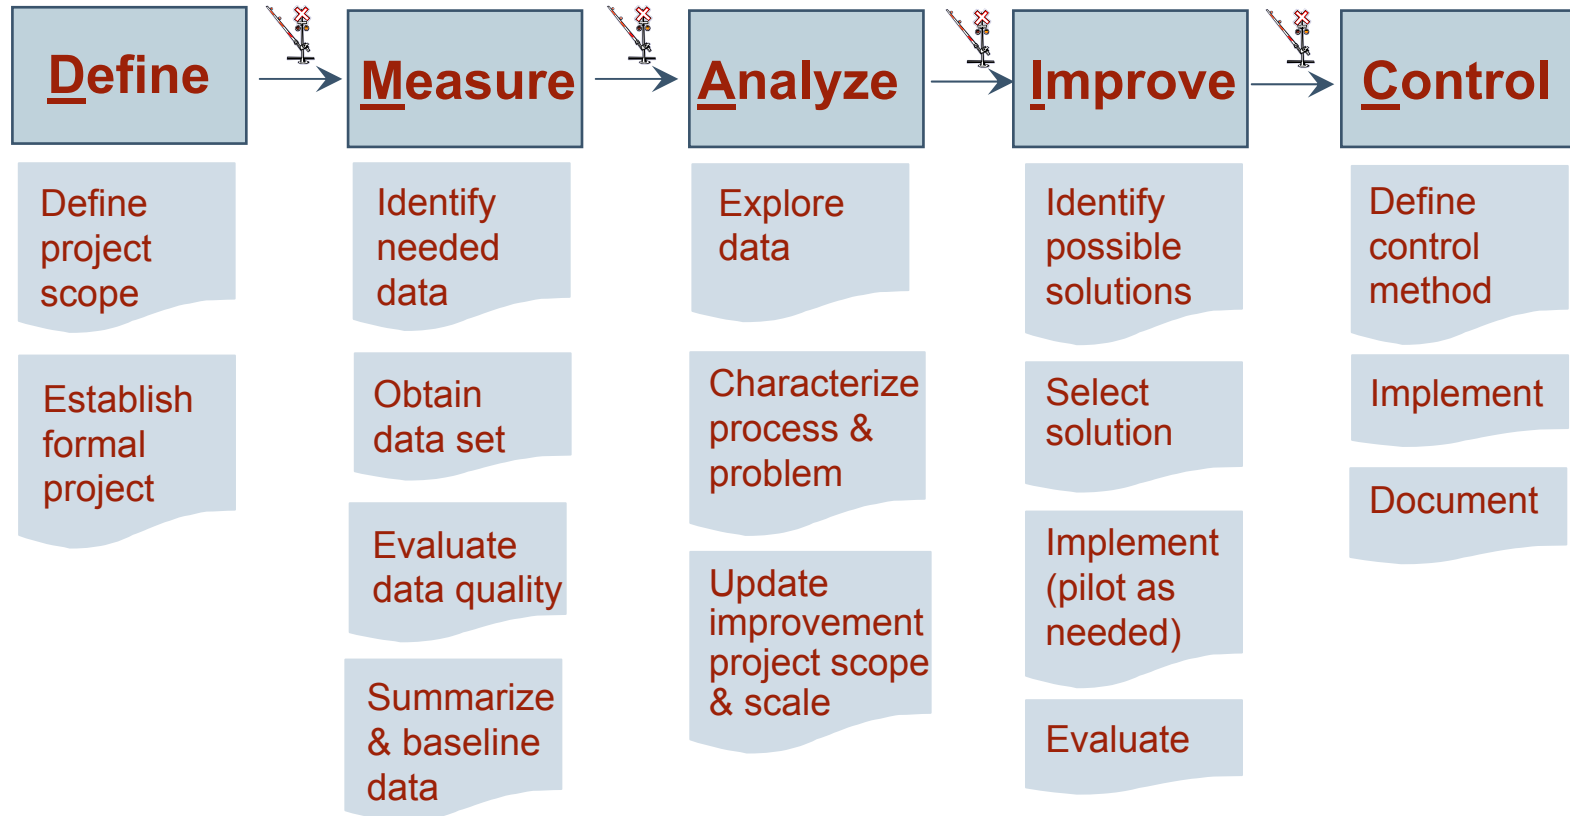 Define
Measure
Analyze
Improve
Control
Define
project
scope
Establish
formal
project
Identify
needed
data
Obtain
data set
Evaluate
data quality
Summarize
& baseline
data
Explore
data
Characterize
process &
problem
Update
improvement
project scope
& scale
Identify
possible
solutions
Select
solution
Implement
(pilot as
needed)
Evaluate
Define
control
method
Implement
Document